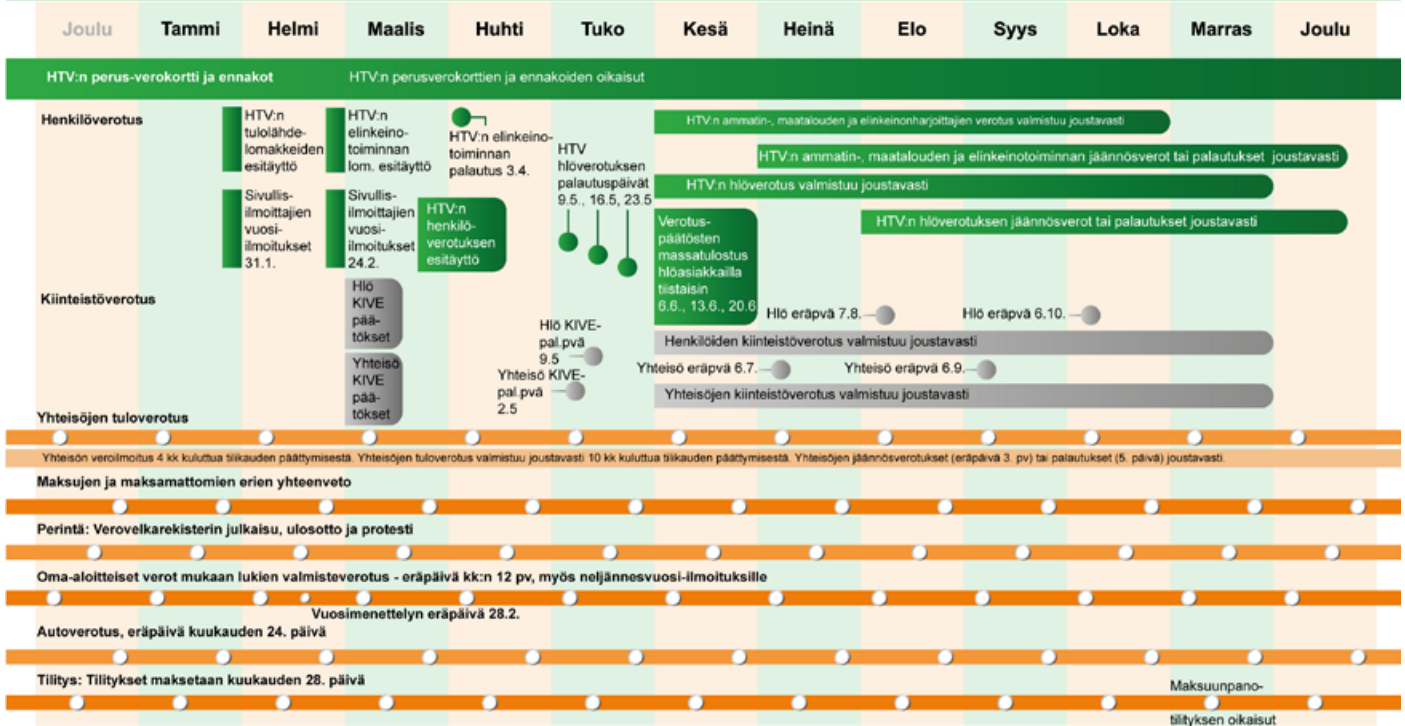 Joulu Tammi Helmi Maalis Huhti Tuko Kesä Heinä Elo Syys Loka Marras Joulu
HTV:n perus-verokortti ja ennakot
HTV:n perusverokorttien ja ennakoiden oikaisut
Henkilöverotus
HTV:n
tulolähde-
lomakkeiden
esitäyttö
HTV:n
elinkeino-
toiminnan
lom. esitäyttö
HTV:n elinkeino-
toiminnan
palautus 3.4.
HTV
hlöverotuksen
palautuspäivät
9.5., 16.5, 23.5
HTV:n ammatin-, maatalouden ja elinkeinonharjoittajien verotus valmistuu joustavasti
HTV:n ammatin-, maatalouden ja elinkeinotoiminnan jäännösverot tai palautukset joustavasti
HTV:n hlöverotus valmistuu joustavasti
HTV:n hlöverotuksen jäännösverot tai palautukset joustavasti
Sivullis-
ilmoittajien
vuosi-
ilmoitukset
31.1.
Sivullis-
ilmoittajien
vuosi-
ilmoitukset
24.2.
HTV:n
henkilö-
verotuksen
esitäyttö
Verotus-
päätösten
massatulostus
hlöasiakkailla
tiistaisin
6.6., 13.6., 20.6
Kiinteistöverotus
Hlö
KIVE
pää-
tökset
Hlö KIVE-
pal.pvä
9.5
Hlö eräpvä 7.8.
Hlö eräpvä 6.10.
Henkilöiden kiinteistöverotus valmistuu joustavasti
Yhteisö
KIVE
pää-
tökset
Yhteisö KIVE-
pal.pvä
2.5
Yhteisö eräpvä 6.7.
Yhteisö eräpvä 6.9.
Yhteisöjen kiinteistöverotus valmistuu joustavasti
Yhteisöjen tuloverotus
Yhteisön veroilmoitus 4 kk kuluttua tilikauden päättymisestä. Yhteisöjen tuloverotus valmistuu joustavasti 10 kk kuluttua tilikauden päättymisestä. Yhteisöjen jäännösverotukset (eräpäivä 3. pv) tai palautukset (5. päivä) joustavasti.
Maksujen ja maksamattomien erien yhteenveto
Perintä: Verovelkarekisterin julkaisu, ulosotto ja protesti
Oma-aloitteiset verot mukaan lukien valmisteverotus - eräpäivä kk:n 12 pv, myös neljännesvuosi-ilmoituksille
Vuosimenettelyn eräpäivä 28.2.
Autoverotus, eräpäivä kuukauden 24. päivä
Tilitys: Tilitykset maksetaan kuukauden 28. päivä
Maksuunpano-
tilityksen oikaisut